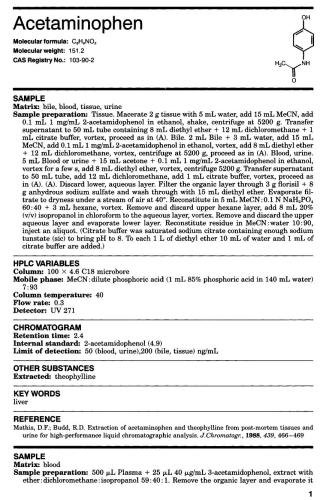 Acetaminophen
Molecular formula: C₈H₉NO₂
Molecular weight: 151.2
CAS Registry No.: 103-90-2
OH
H₃C
NH
O
SAMPLE
Matrix: bile, blood, tissue, urine
Sample preparation: Tissue. Macerate 2 g tissue with 5 mL water, add 15 mL MeCN, add
0.1 mL 1 mg/mL 2-acetamidophenol in ethanol, shake, centrifuge at 5200 g. Transfer
supernatant to 50 mL tube containing 8 mL diethyl ether + 12 mL dichloromethane + 1
mL citrate buffer, vortex, proceed as in (A). Bile. 2 mL Bile + 3 mL water, add 15 mL
MeCN, add 0.1 mL 1 mg/mL 2-acetamidophenol in ethanol, vortex, add 8 mL diethyl ether
+ 12 mL dichloromethane, vortex, centrifuge at 5200 g, proceed as in (A). Blood, urine.
5 mL Blood or urine + 15 mL acetone + 0.1 mL 1 mg/mL 2-acetamidophenol in ethanol,
vortex for a few s, add 8 mL diethyl ether, vortex, centrifuge 5200 g. Transfer supernatant
to 50 mL tube, add 12 mL dichloromethane, add 1 mL citrate buffer, vortex, proceed as
in (A). (A). Discard lower, aqueous layer. Filter the organic layer through 3 g florisil + 8
g anhydrous sodium sulfate and wash through with 15 mL diethyl ether. Evaporate fil-
trate to dryness under a stream of air at 40°. Reconstitute in 5 mL MeCN:0.1 N NaH₂PO₄
60:40 + 3 mL hexane, vortex. Remove and discard upper hexane layer, add 8 mL 20%
(v/v) isopropanol in chloroform to the aqueous layer, vortex. Remove and discard the upper
aqueous layer and evaporate lower layer. Reconstitute residue in MeCN:water 10:90,
inject an aliquot. (Citrate buffer was saturated sodium citrate containing enough sodium
tunstate (sic) to bring pH to 8. To each 1 L of diethyl ether 10 mL of water and 1 mL of
citrate buffer are added.)
HPLC VARIABLES
Column: 100 × 4.6 C18 microbore
Mobile phase: MeCN:dilute phosphoric acid (1 mL 85% phosphoric acid in 140 mL water)
7:93
Column temperature: 40
Flow rate: 0.3
Detector: UV 271
CHROMATOGRAM
Retention time: 2.4
Internal standard: 2-acetamidophenol (4.9)
Limit of detection: 50 (blood, urine),200 (bile, tissue) ng/mL
OTHER SUBSTANCES
Extracted: theophylline
KEY WORDS
liver
REFERENCE
Mathis, D.F.; Budd, R.D. Extraction of acetaminophen and theophylline from post-mortem tissues and
urine for high-performance liquid chromatographic analysis. J.Chromatogr., 1988, 439, 466–469
SAMPLE
Matrix: blood
Sample preparation: 500 µL Plasma + 25 µL 40 µg/mL 3-acetamidophenol, extract with
ether:dichloromethane:isopropanol 59:40:1. Remove the organic layer and evaporate it
1